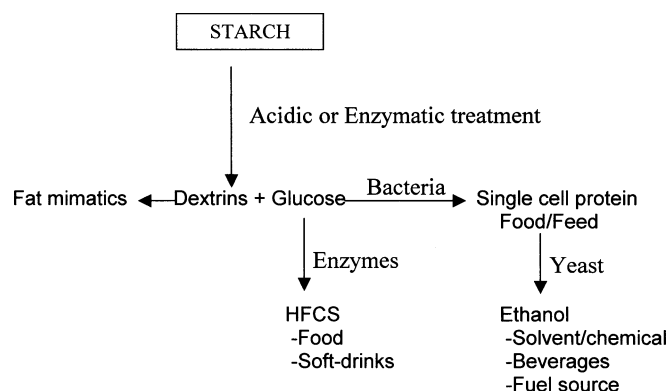 STARCH
Acidic or Enzymatic treatment
Fat mimatics
Dextrins + Glucose
Bacteria
Single cell protein
Food/Feed
Enzymes
Yeast
HFCS
-Food
-Soft-drinks
Ethanol
-Solvent/chemical
-Beverages
-Fuel source